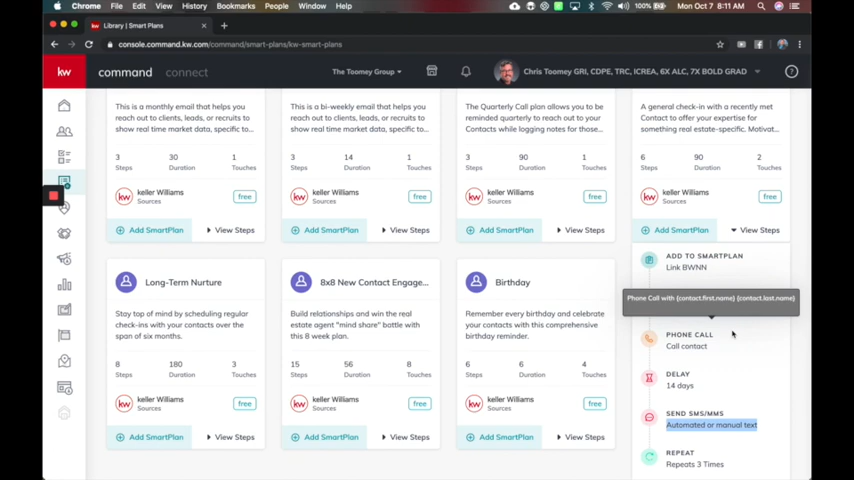 Chrome File Edit View History Bookmarks People Window Help
100% Mon Oct 7 8:11 AM
Library | Smart Plans
console.command.kw.com/command/smart-plans/kw-smart-plans
kw command connect The Toomey Group Chris Toomey GRI, CDPE, TRC, ICREA, 6X ALC, 7X BOLD GRAD
This is a monthly email that helps you
reach out to clients, leads, or recruits to
show real time market data, specific to...
3 30 1
Steps Duration Touches
kw keller Williams free
Sources
Add SmartPlan View Steps
This is a bi-weekly email that helps you
reach out to clients, leads, or recruits to
show real time market data, specific to...
3 14 1
Steps Duration Touches
kw keller Williams free
Sources
Add SmartPlan View Steps
The Quarterly Call plan allows you to
be reminded quarterly to reach out to your
Contacts while logging notes for those...
3 90 1
Steps Duration Touches
kw keller Williams free
Sources
Add SmartPlan View Steps
A general check-in with a recently met
Contact to offer your expertise for
something real estate-specific. Motivat...
6 90 2
Steps Duration Touches
kw keller Williams free
Sources
Add SmartPlan View Steps
ADD TO SMARTPLAN
Link BWNN
Phone Call with {contact.first.name} {contact.last.name}
PHONE CALL
Call contact
DELAY
14 days
SEND SMS/MMS
Automated or manual text
REPEAT
Repeats 3 Times
Long-Term Nurture
Stay top of mind by scheduling regular
check-ins with your contacts over the
span of six months.
8 180 3
Steps Duration Touches
kw keller Williams free
Sources
Add SmartPlan View Steps
8x8 New Contact Engage...
Build relationships and win the real
estate agent "mind share" bottle with
this 8 week plan.
15 56 8
Steps Duration Touches
kw keller Williams free
Sources
Add SmartPlan View Steps
Birthday
Remember every birthday and celebrate
your contacts with this comprehensive
birthday reminder.
6 6 4
Steps Duration Touches
kw keller Williams free
Sources
Add SmartPlan View Steps